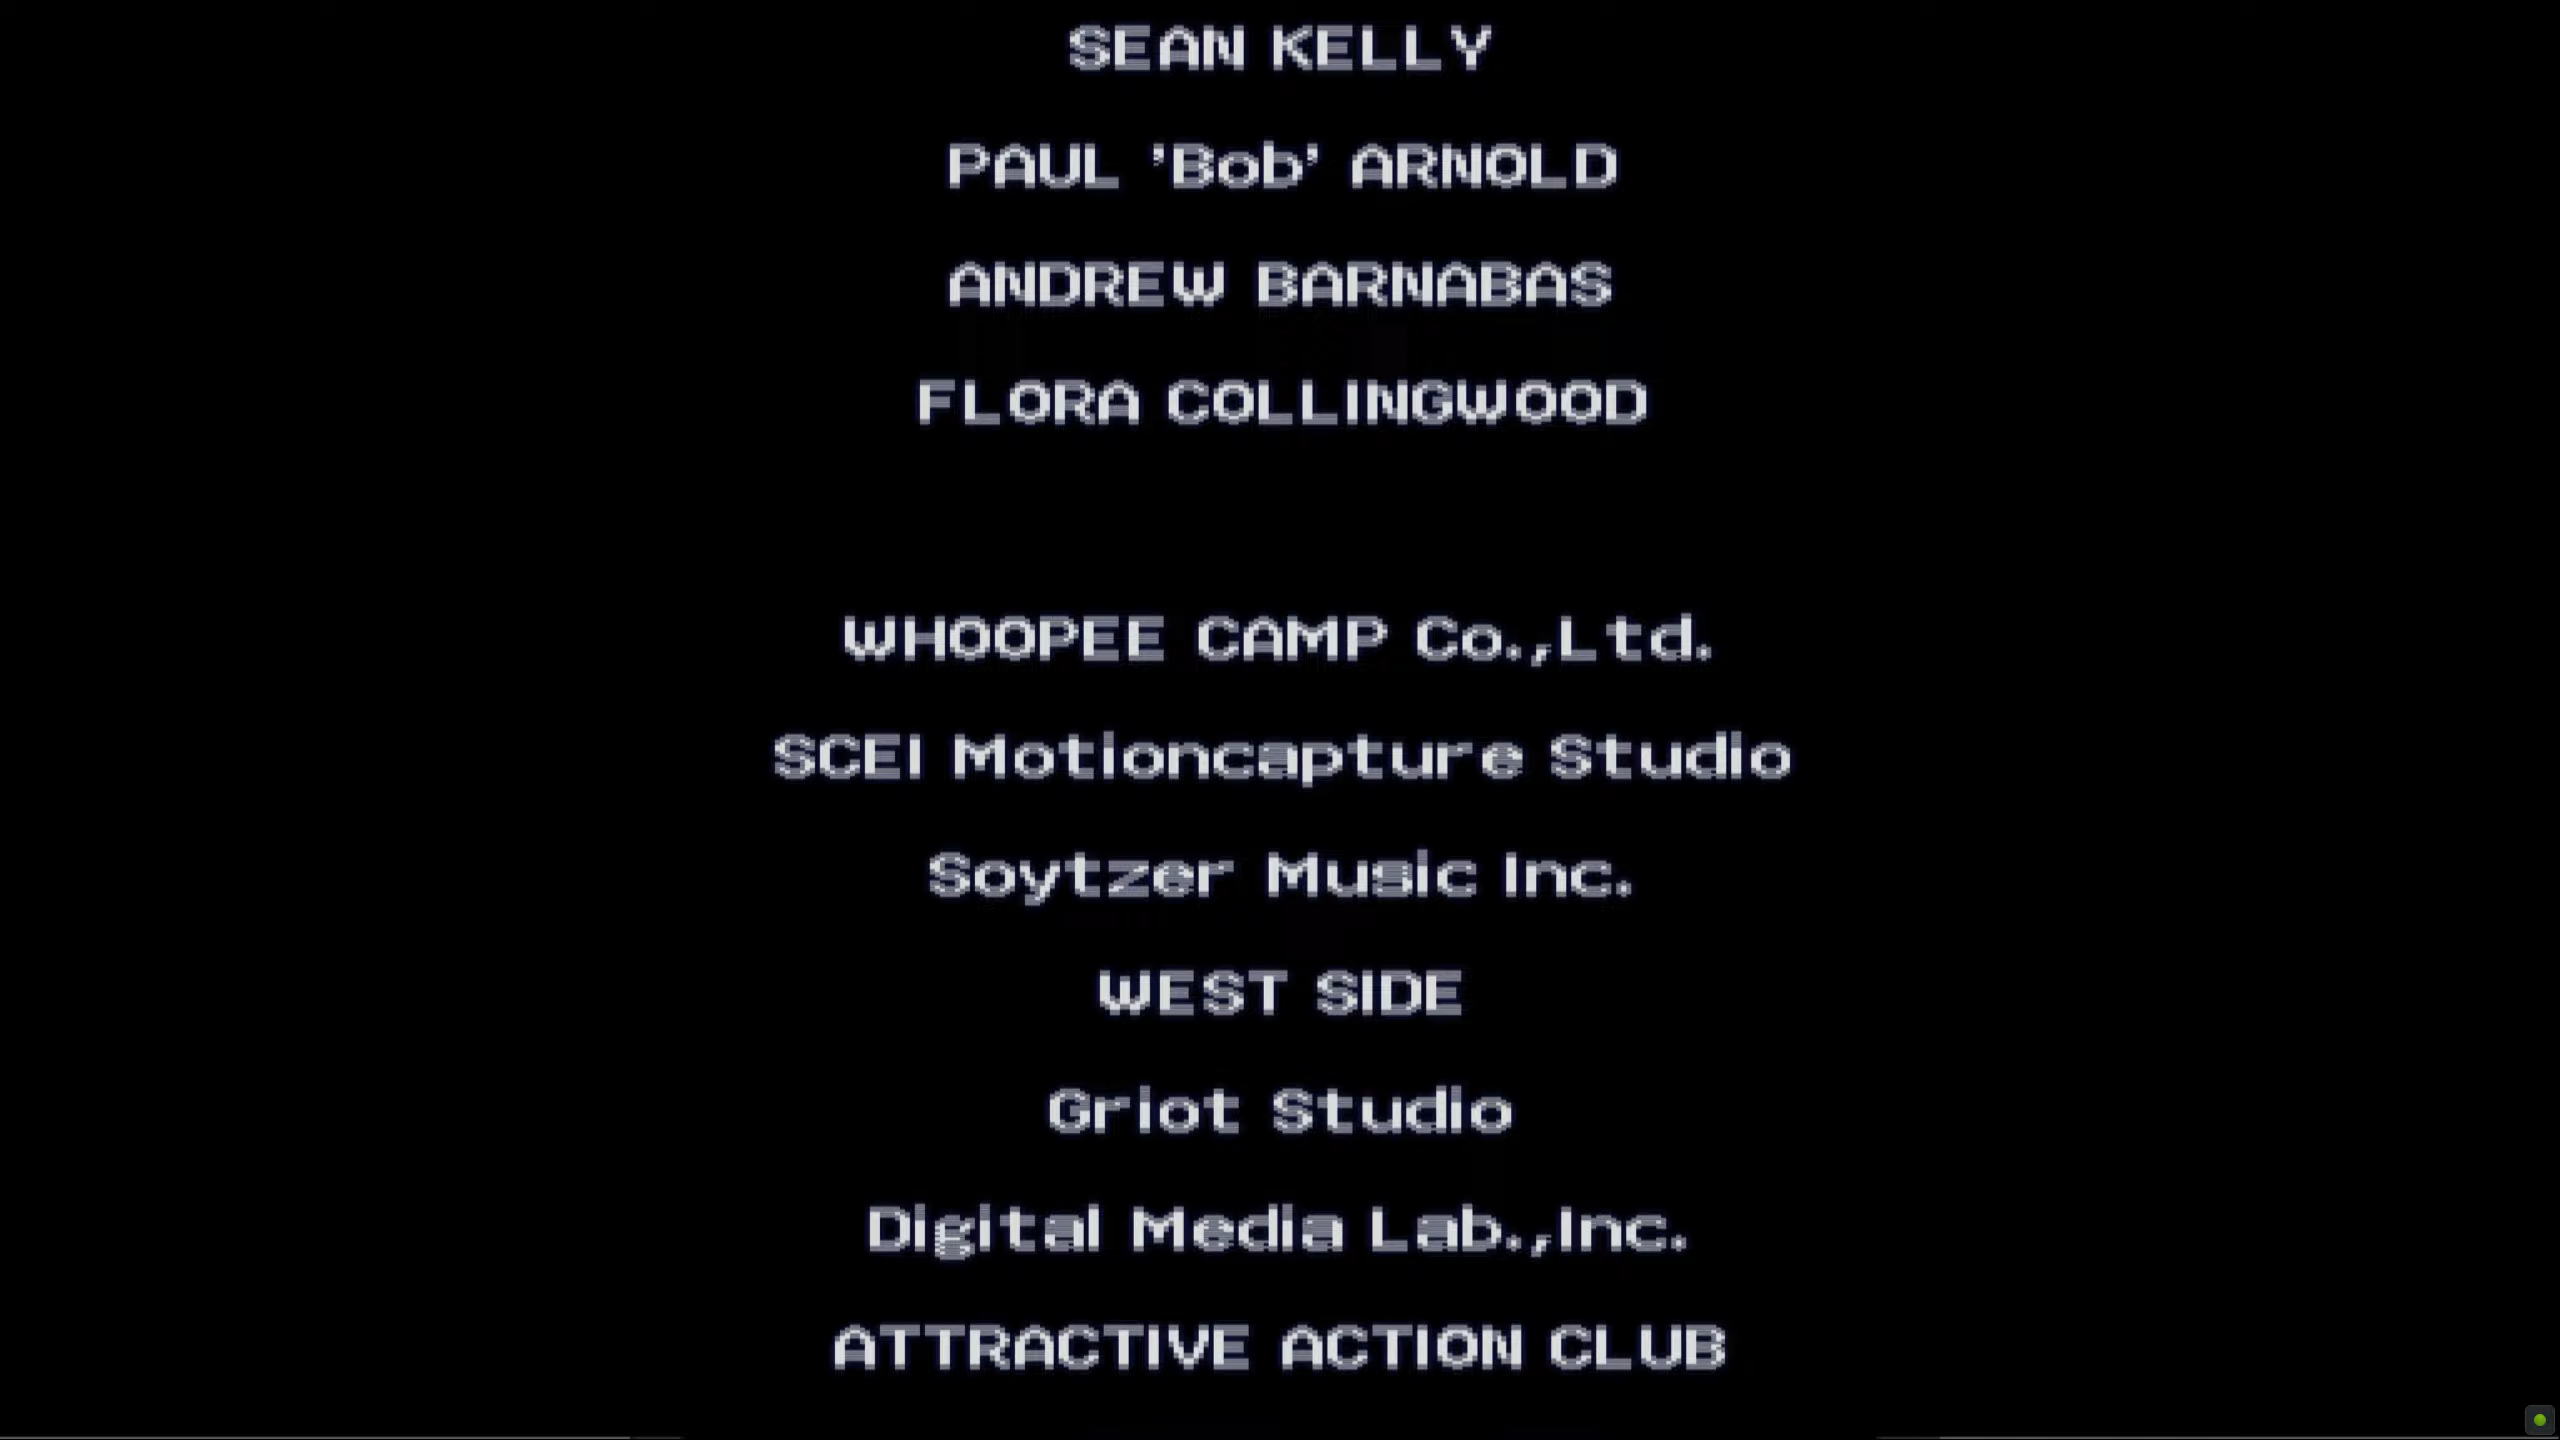 SEAN KELLY
PAUL 'Bob' ARNOLD
ANDREW BARNABAS
FLORA COLLINGWOOD
WHOOPEE CAMP Co.,Ltd.
SCEI Motioncapture Studio
Soytzer Music Inc.
WEST SIDE
Griot Studio
Digital Media Lab.,Inc.
ATTRACTIVE ACTION CLUB